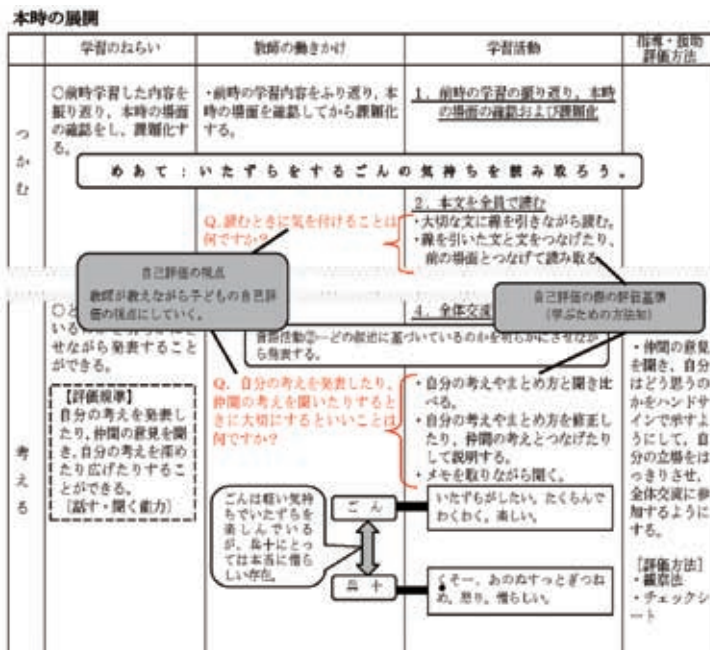 本時の展開
学習のねらい
教師の働きかけ
学習活動
指導・援助
評価方法
つかむ
○前時学習した内容を
振り返り、本時の場面
の確認をし、課題化す
る。
・前時の学習内容をふり返り、本
時の場面を確認してから課題化
する。
1．前時の学習の振り返り、本時
の場面の確認および課題化
めあて：いたずらをするごんの気持ちを読み取ろう。
2．本文を全員で読む
Q．読むときに気を付けることは
何ですか？
・大切な文に線を引きながら読む。
・線を引いた文と文をつなげたり、
前の場面とつなげて読み取る
自己評価の視点
教師が教えながら子どもの自己評
価の視点にしていく。
自己評価の際の評価基準
（学ぶための方法知）
考える
○
せながら発表すること
ができる。
【評価規準】
自分の考えを発表し
たり、仲間の意見を聞
き、自分の考えを深め
たり広げたりするこ
とができる。
［話す・聞く能力］
4．全体交流
言語活動②―どの叙述に基づいているのかを明らかにさせなが
ら発表する。
Q．自分の考えを発表したり、
仲間の考えを聞いたりすると
きに大切にするといいことは
何ですか？
・自分の考えやまとめ方と聞き比
べる。
・自分の考えやまとめ方を修正し
たり、仲間の考えとつなげたり
して説明する。
・メモを取りながら聞く。
ごんは軽い気持
ちでいたずらを
楽しんでいる
が、兵十にとっ
ては本当に憎ら
しい存在。
ごん
いたずらがしたい。たくらんで
わくわく。楽しい。
兵十
くそー、あのぬすっとぎつね
め。怒り。憎らしい。
・仲間の意見
を聞き、自分
はどう思うの
かをハンドサ
インで示すよ
うにして、自
分の立場をは
っきりさせ、
全体交流に参
加するように
する。
［評価方法］
・観察法
・チェックシ
ート